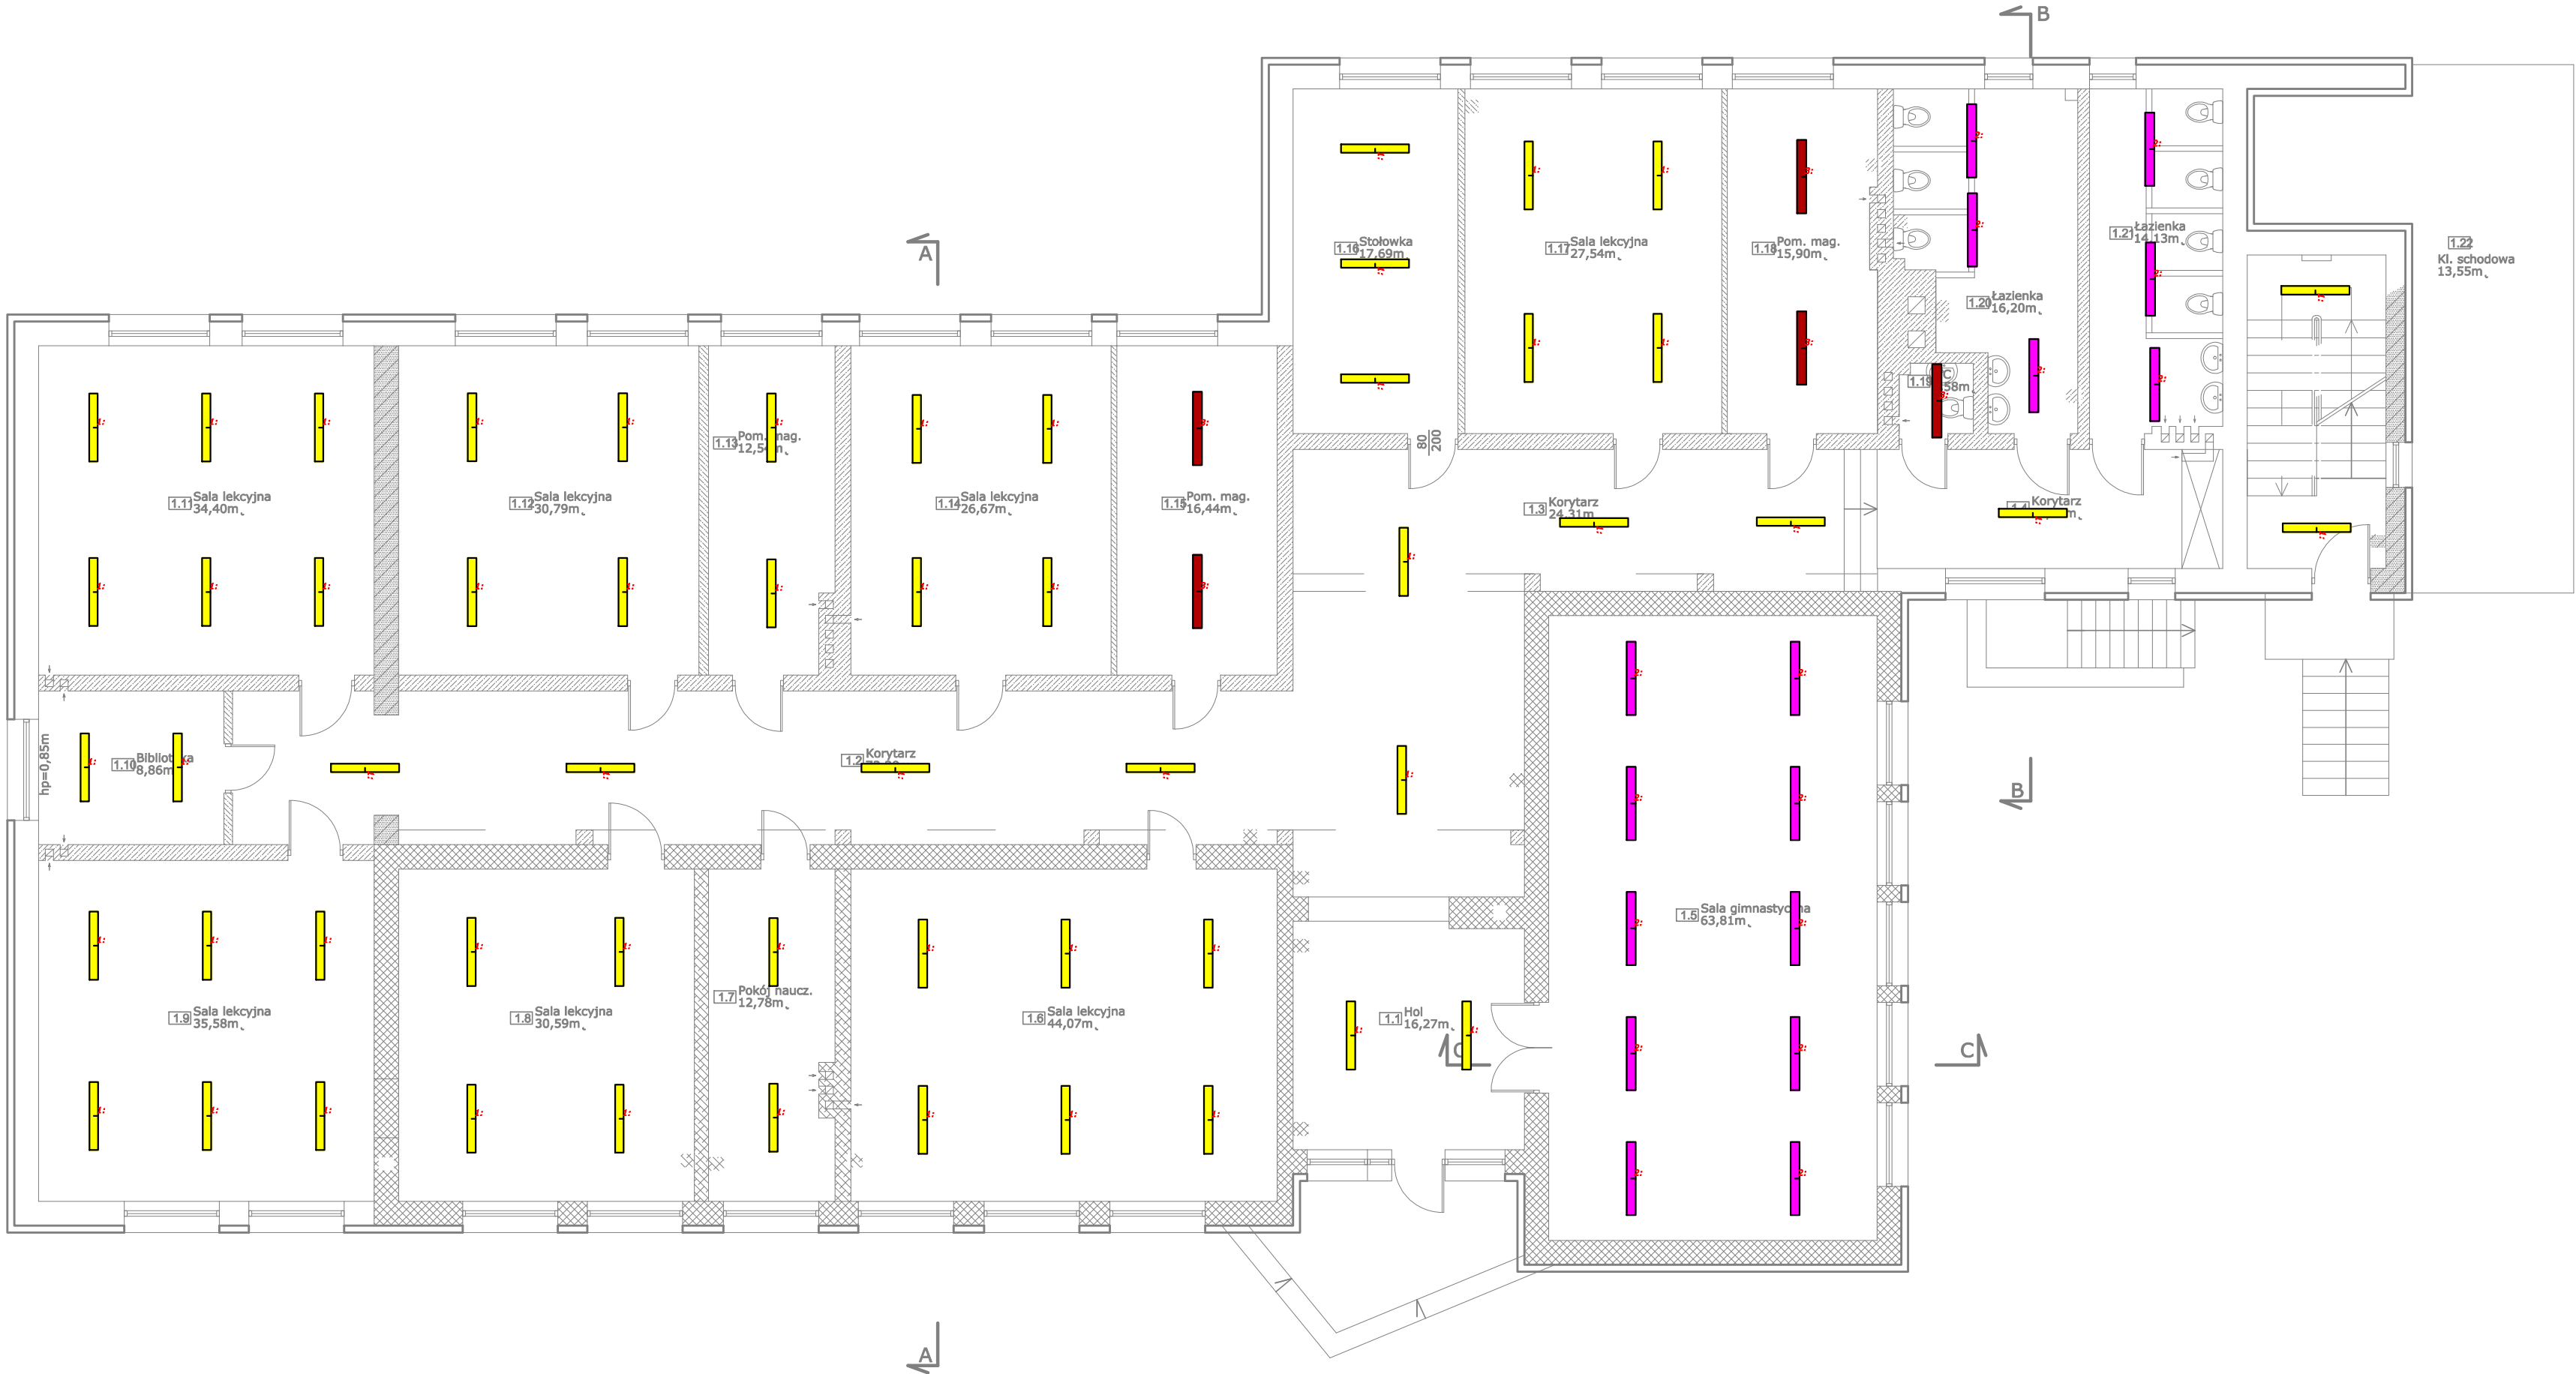 B
A
1.16 Stołowka
17,69m
1.17 Sala lekcyjna
27,54m
1.18 Pom. mag.
15,90m
1.21 Łazienka
14,13m
1.22
Kl. schodowa
13,55m
1.20 Łazienka
16,20m
1.19
80
200
1.13 Pom. mag.
1.11 Sala lekcyjna
34,40m
1.12 Sala lekcyjna
30,79m
1.14 Sala lekcyjna
26,67m
1.15 Pom. mag.
16,44m
1.3 Korytarz
24,31m
Korytarz
hp=0,85m
1.10
8,86m
1.2 Korytarz
B
1.5
63,81m
1.9 Sala lekcyjna
35,58m
1.8 Sala lekcyjna
30,59m
1.7 Pokój naucz.
12,78m
1.6 Sala lekcyjna
44,07m
1.1 Hol
16,27m
C
C
A